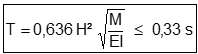 T = 0,636 H² √(M/EI) ≤ 0,33 s